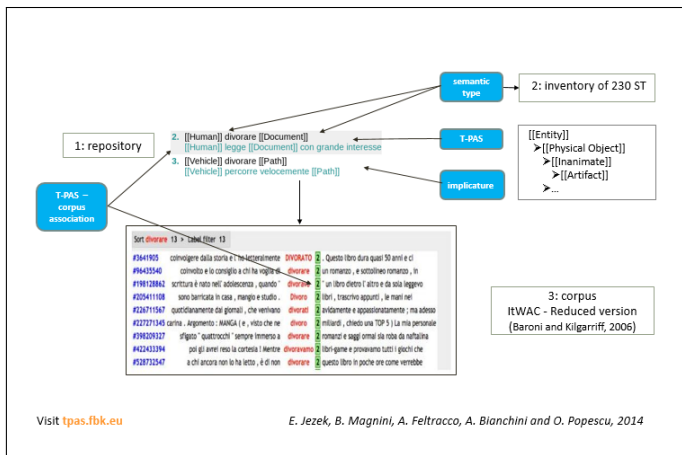 semantic
type
2: inventory of 230 ST
1: repository
2. [[Human]] divorare [[Document]]
[[Human]] legge [[Document]] con grande interesse
3. [[Vehicle]] divorare [[Path]]
[[Vehicle]] percorre velocemente [[Path]]
T-PAS
implicature
[[Entity]]
[[Physical Object]]
[[Inanimate]]
[[Artifact]]
...
T-PAS –
corpus
association
Sort divorare 13 > Label filter 13
#3641905 coinvolgere dalla storia e l' ho letteralmente DIVORATO 2 . Questo libro dura quasi 50 anni e ci
#96435540 coinvolto e lo consiglio a chi ha voglia di divorare 2 un romanzo , e sottolineo romanzo , in
#198128862 scrittura é nato nell' adolescenza , quando " divoravo 2 " un libro dietro l' altro e da sola leggevo
#205411108 sono barricata in casa , mangio e studio . Divoro 2 libri , trascrivo appunti , le mani nel
#226711567 quotidianamente dai giornali , che venivano divorati 2 avidamente e appassionatamente ; ma adesso
#227271345 carina , Argomento : MANGA ( e , visto che ne divoro 2 miliardi , chiedo una TOP 5 ) La mia personale
#398209327 sfigato " quattrocchi " sempre immerso a divorare 2 romanzi e saggi ormai sia roba da naftalina
#422433394 poi gli avrei reso la cortesia ! Mentre divoravamo 2 libri-game e provavamo tutti i giochi che
#528732547 a chi ancora non lo ha letto , è di non divorare 2 questo libro in poche ore come verrebbe
3: corpus
ItWAC - Reduced version
(Baroni and Kilgarriff, 2006)
Visit tpas.fbk.eu
E. Jezek, B. Magnini, A. Feltracco, A. Bianchini and O. Popescu, 2014